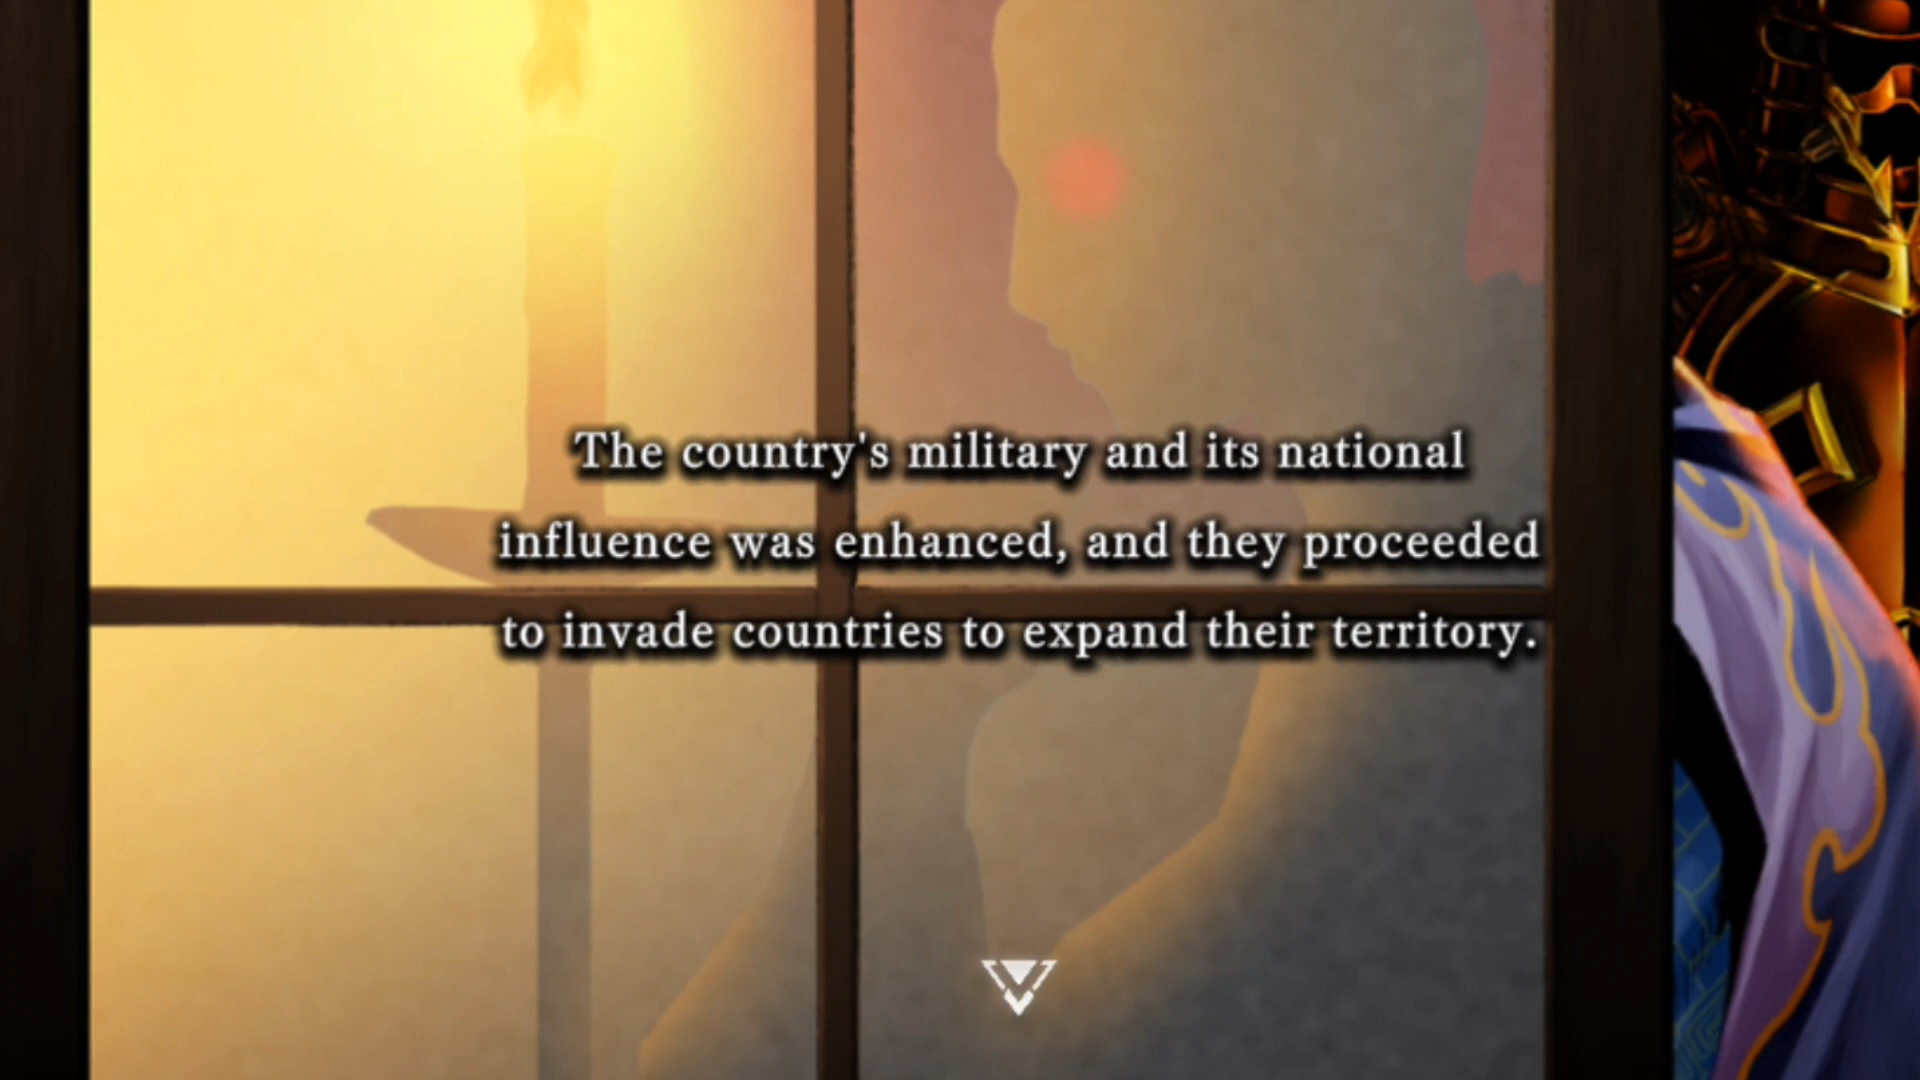 The country's military and its national
influence was enhanced, and they proceeded
to invade countries to expand their territory.